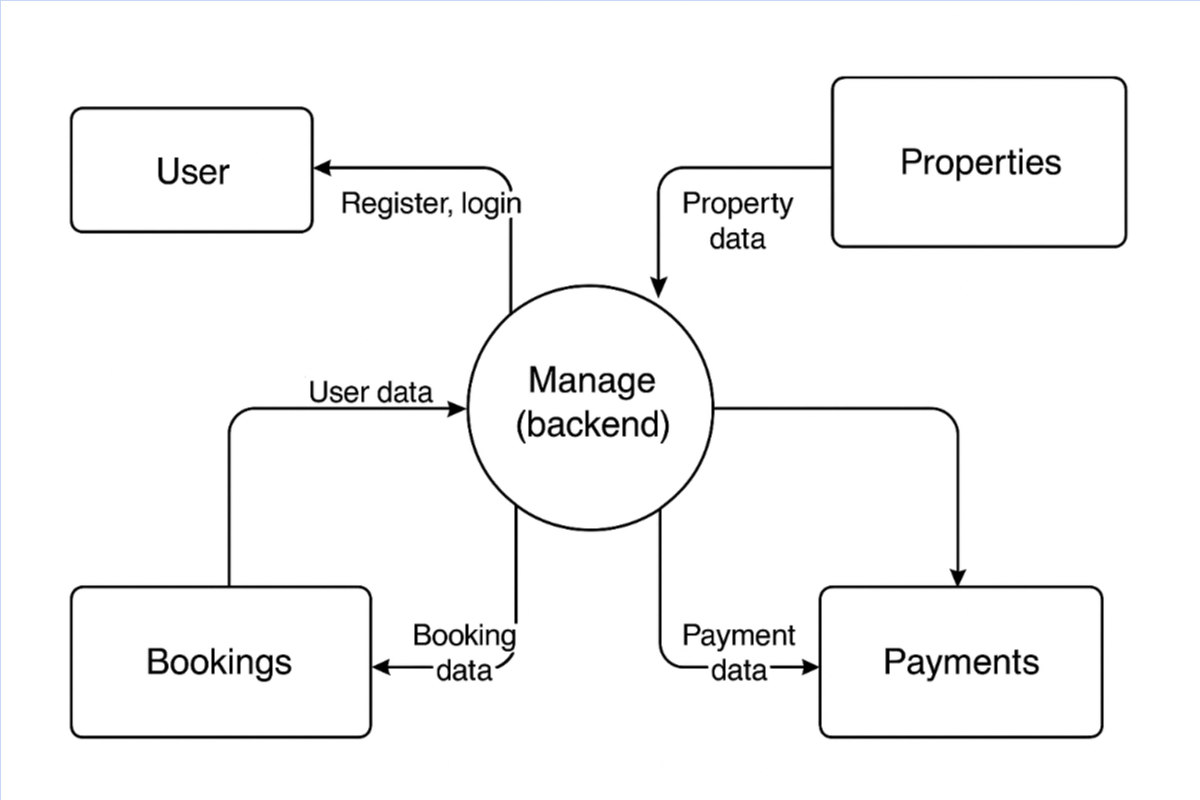 User
Properties
Register, login
Property
data
User data
Manage
(backend)
Bookings
Booking
data
Payment
data
Payments